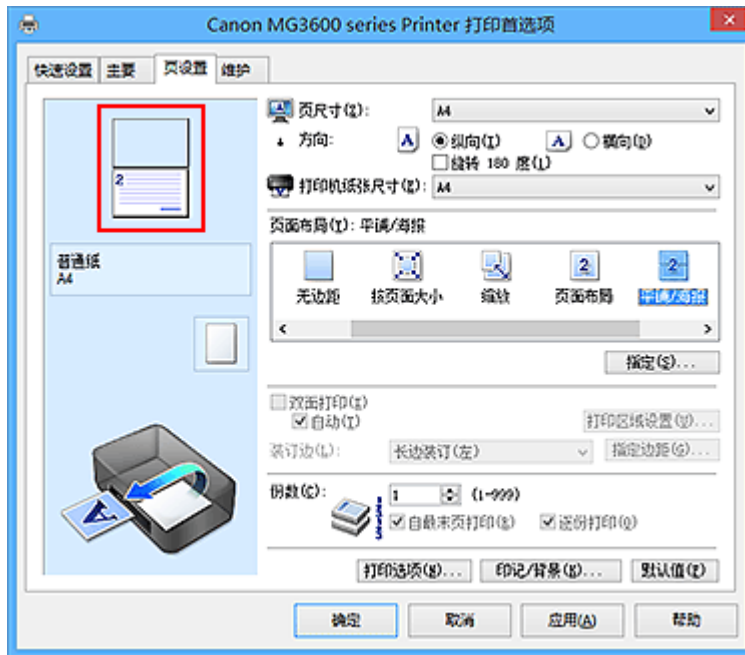 Canon MG3600 series Printer 打印首选项
快速设置 主要 页设置 维护
页尺寸(Z): A4
方向: A 纵向(I) A 横向(D)
旋转 180 度(L)
打印机纸张尺寸(E): A4
页面布局(Y): 平铺/海报
2
普通纸
A4
2 2
无边距 按页面大小 缩放 页面布局 平铺/海报
指定(S)...
双面打印(X)
自动(T) 打印区域设置(U)...
装订边(L): 长边装订(左) 指定边距(G)...
份数(C): 1 (1-999)
自最末页打印(R) 逐份打印(O)
A
打印选项(N)... 印记/背景(B)... 默认值(F)
确定 取消 应用(A) 帮助